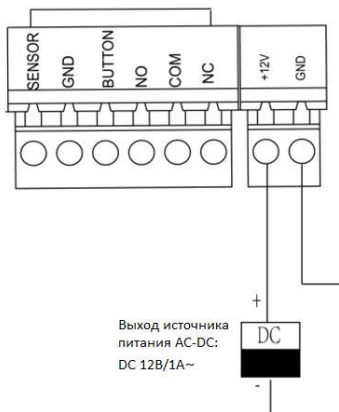 SENSOR
GND
BUTTON
NO
COM
NC
+12V
GND
+
Выход источника
питания AC-DC:
DC 12В/1А~
DC
-